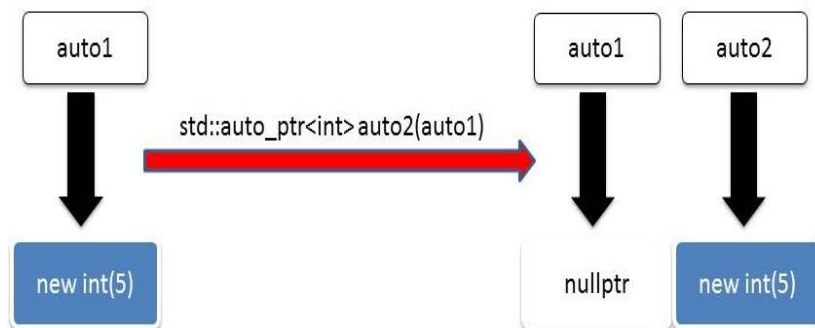 auto1
auto1
auto2
std::auto_ptr<int> auto2(auto1)
new int(5)
nullptr
new int(5)